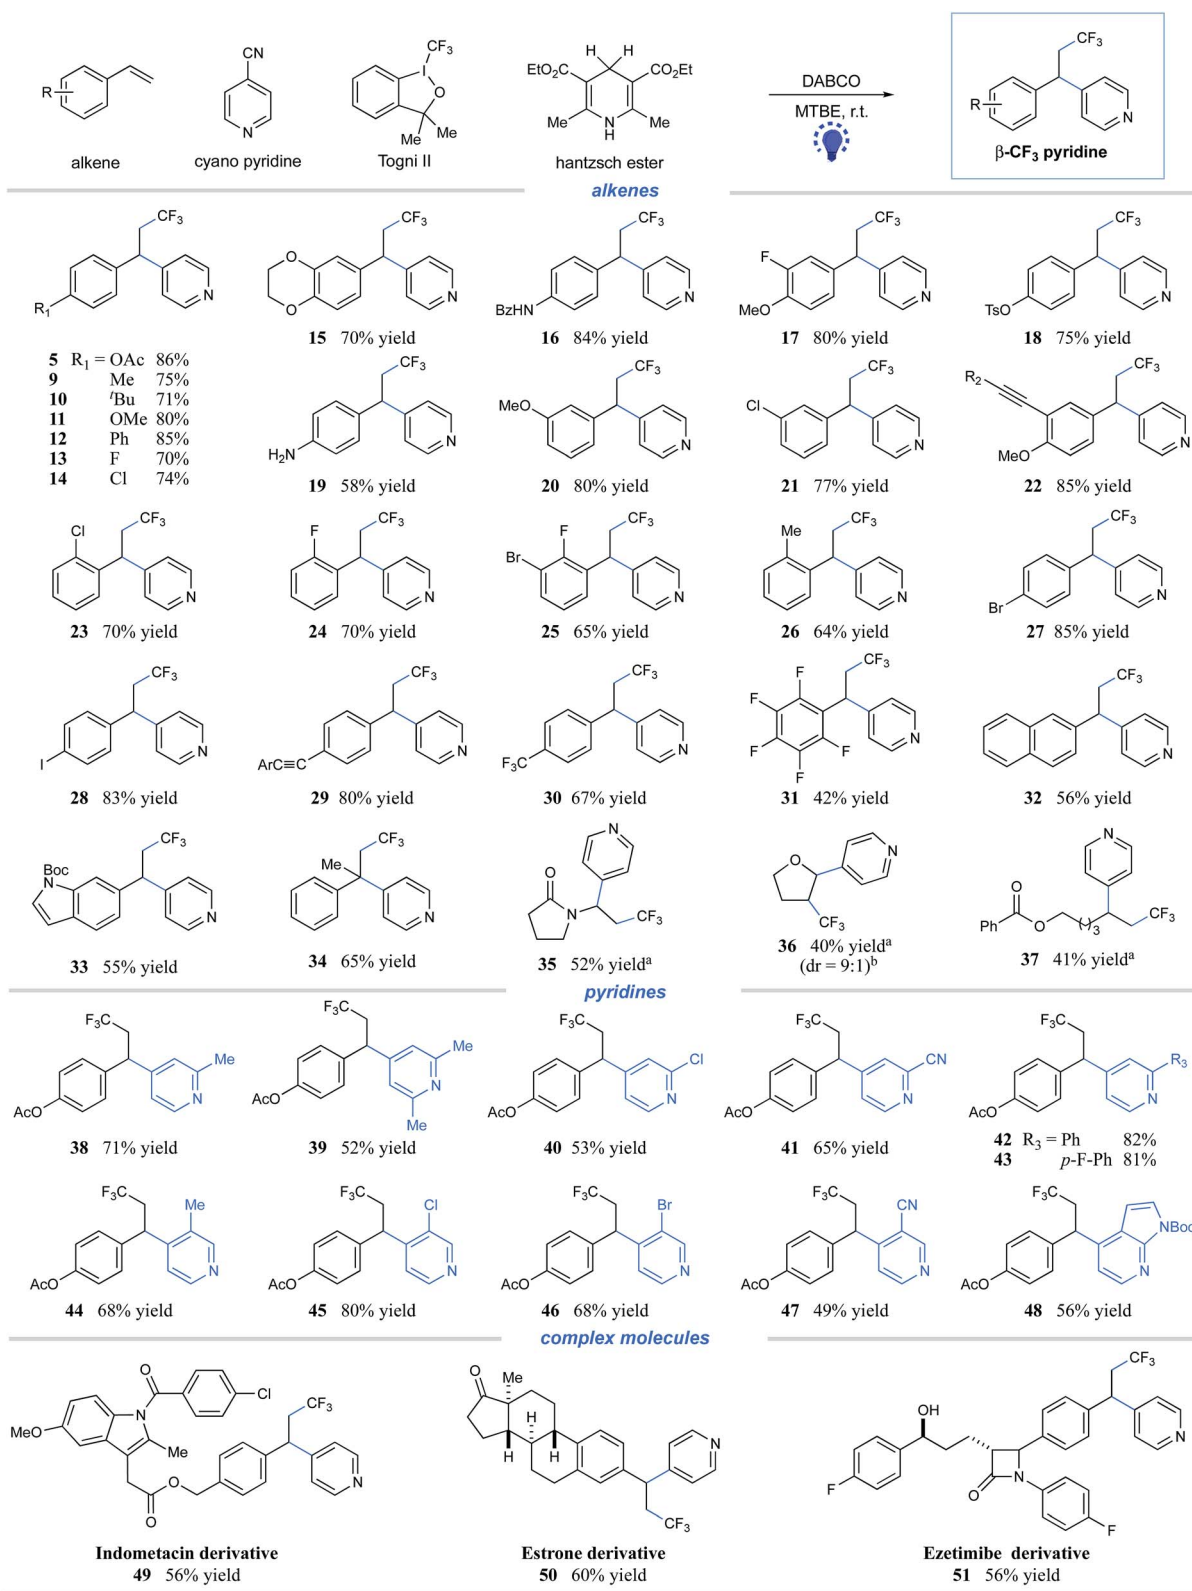 CF3
CN
CF3
I
O
H H
EtO2C CO2Et
R
N
Me Me
Me N Me
H
DABCO
MTBE, r.t.
CF3
R
N
alkene
cyano pyridine
Togni II
hantzsch ester
β-CF3 pyridine
alkenes
CF3
R1
N
CF3
O
O
N
CF3
BzHN
N
CF3
F
MeO
N
CF3
TsO
N
15 70% yield
16 84% yield
17 80% yield
18 75% yield
5 R1 = OAc 86%
9 Me 75%
10 tBu 71%
11 OMe 80%
12 Ph 85%
13 F 70%
14 Cl 74%
CF3
H2N
N
CF3
MeO
N
CF3
Cl
N
R2
CF3
MeO
N
19 58% yield
20 80% yield
21 77% yield
22 85% yield
Cl
CF3
N
F
CF3
N
Br
F
CF3
N
Me
CF3
N
CF3
Br
N
23 70% yield
24 70% yield
25 65% yield
26 64% yield
27 85% yield
CF3
I
N
CF3
ArC≡C
N
CF3
F3C
N
F
F
F
F
F
CF3
N
CF3
N
28 83% yield
29 80% yield
30 67% yield
31 42% yield
32 56% yield
Boc
N
CF3
N
Me
CF3
N
N
O
N
CF3
O
N
CF3
N
O
Ph
O
( )3
CF3
33 55% yield
34 65% yield
35 52% yielda
36 40% yielda
(dr = 9:1)b
37 41% yielda
pyridines
F3C
Me
AcO
N
F3C
Me
N
AcO
Me
F3C
Cl
AcO
N
F3C
CN
AcO
N
F3C
R3
AcO
N
38 71% yield
39 52% yield
40 53% yield
41 65% yield
42 R3 = Ph 82%
43 p-F-Ph 81%
F3C
Me
AcO
N
F3C
Cl
AcO
N
F3C
Br
AcO
N
F3C
CN
AcO
N
F3C
NBoc
AcO
N
44 68% yield
45 80% yield
46 68% yield
47 49% yield
48 56% yield
complex molecules
O
Cl
N
MeO
Me
O
O
CF3
N
O
Me
H
H
H
N
CF3
OH
F
O
N
F
CF3
N
Indometacin derivative
49 56% yield
Estrone derivative
50 60% yield
Ezetimibe derivative
51 56% yield